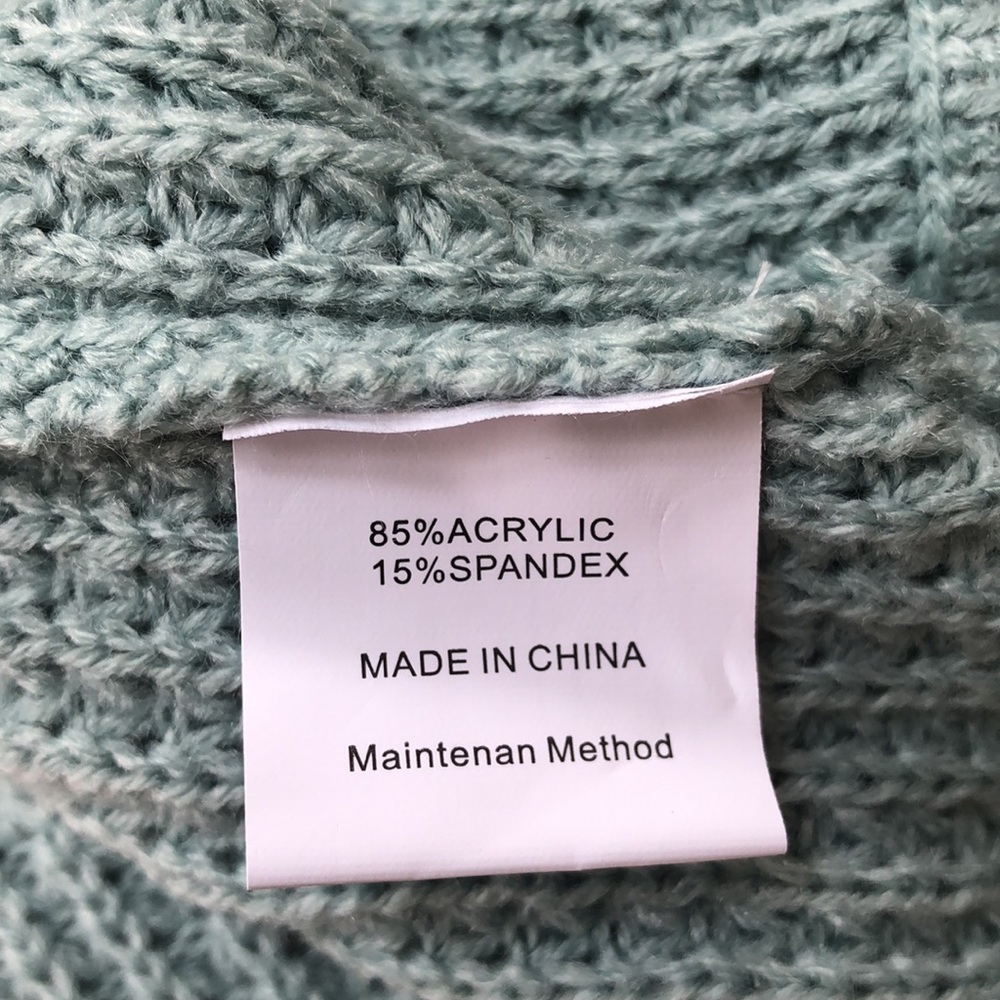 85%ACRYLIC
15%SPANDEX
MADE IN CHINA
Maintenan Method